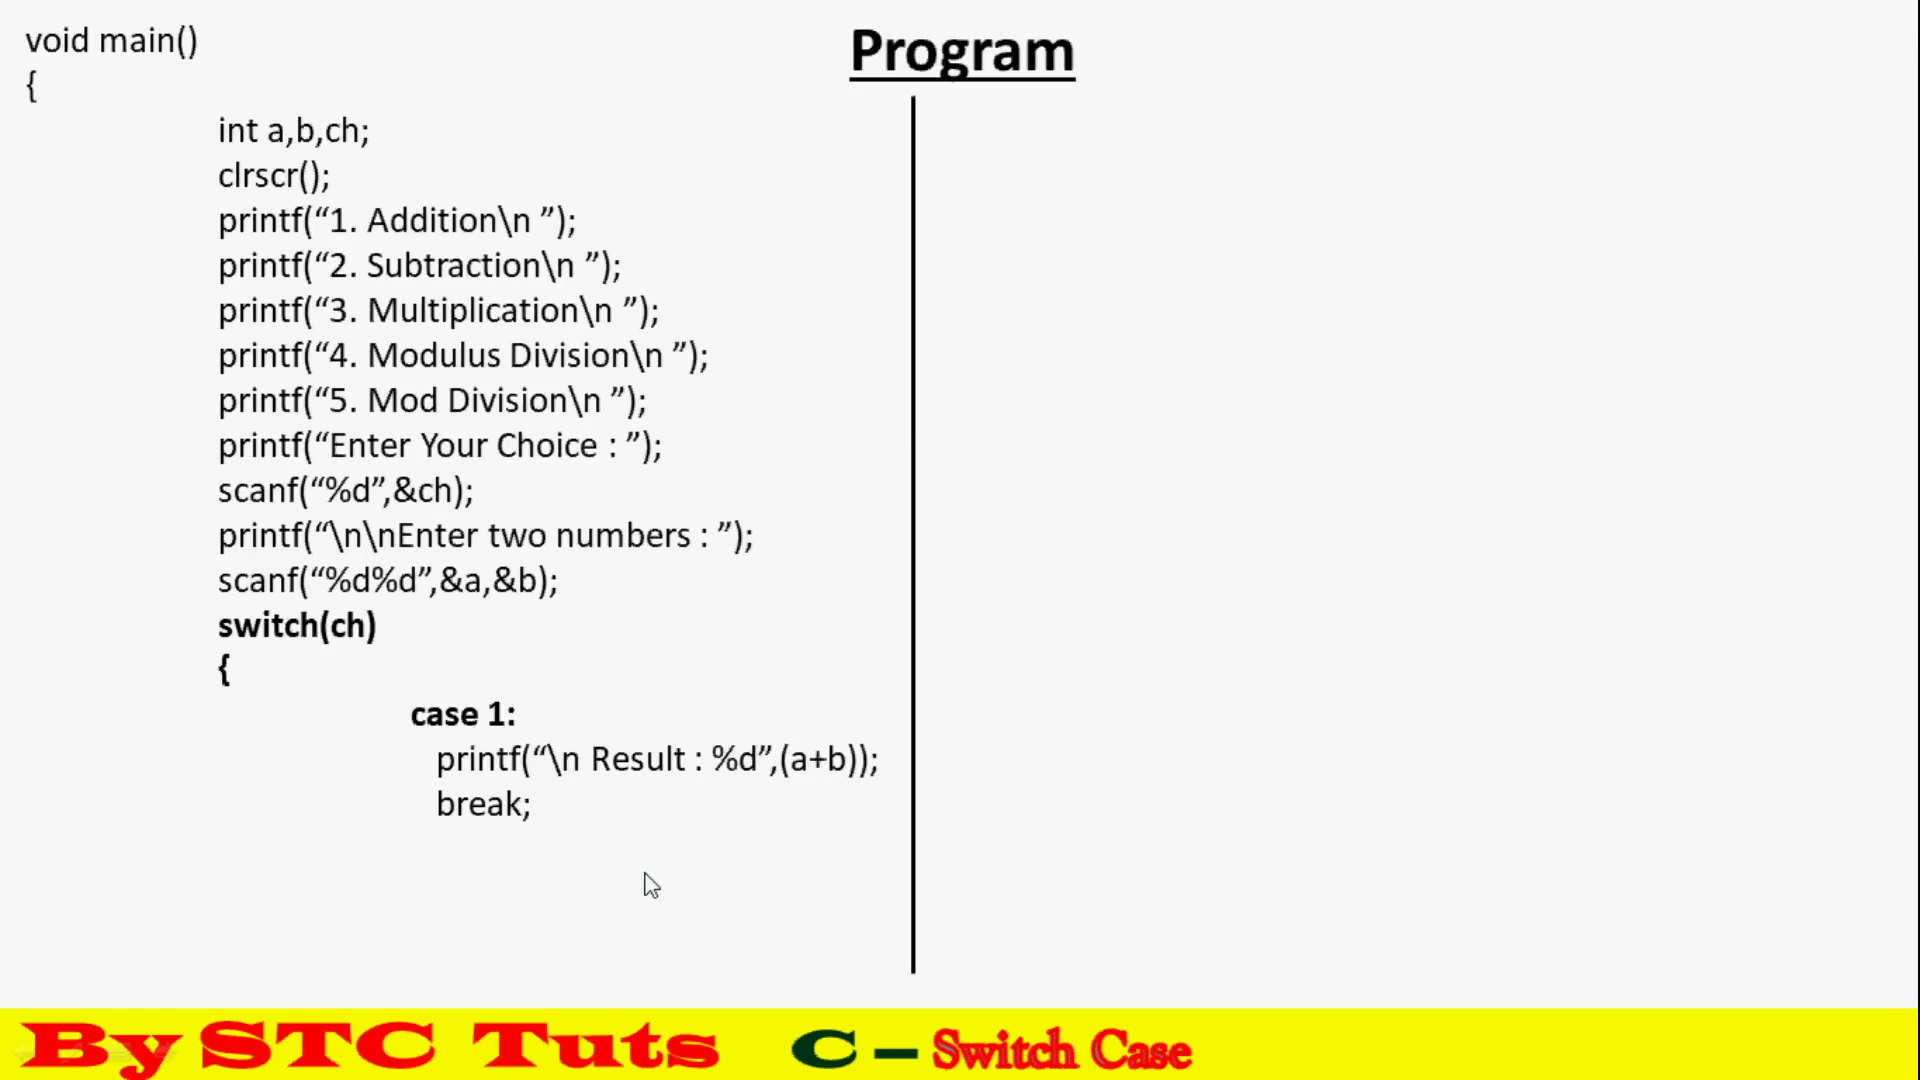 void main()
Program
{
int a,b,ch;
clrscr();
printf(“1. Addition\n ”);
printf(“2. Subtraction\n ”);
printf(“3. Multiplication\n ”);
printf(“4. Modulus Division\n ”);
printf(“5. Mod Division\n ”);
printf(“Enter Your Choice : ”);
scanf(“%d”,&ch);
printf(“\n\nEnter two numbers : ”);
scanf(“%d%d”,&a,&b);
switch(ch)
{
case 1:
printf(“\n Result : %d”,(a+b));
break;
By STC Tuts C – Switch Case